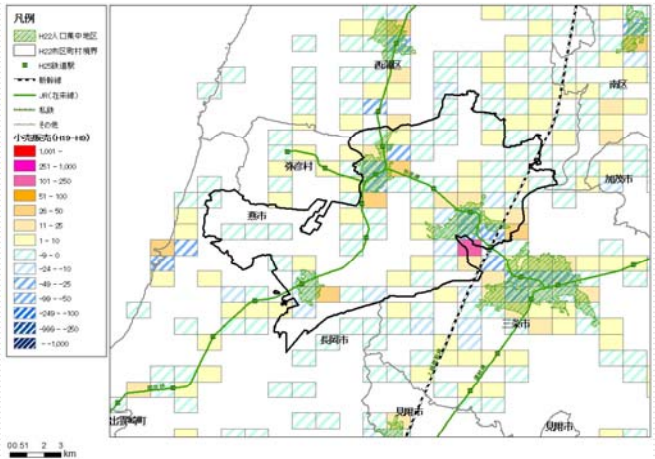 凡例
H22人口集中地区
H22市区町村境界
H25鉄道駅
新幹線
JR(在来線)
私鉄
その他
小売販売(H19-H9)
1,001 -
251 - 1,000
101 - 250
51 - 100
26 - 50
11 - 25
1 - 10
-9 - 0
-24 - -10
-49 - -25
-99 - -50
-249 - -100
-999 - -250
- -1,000
西蒲区
南区
弥彦村
加茂市
燕市
三条市
長岡市
見附市
見附市
出雲崎町
00.51 2 3
km